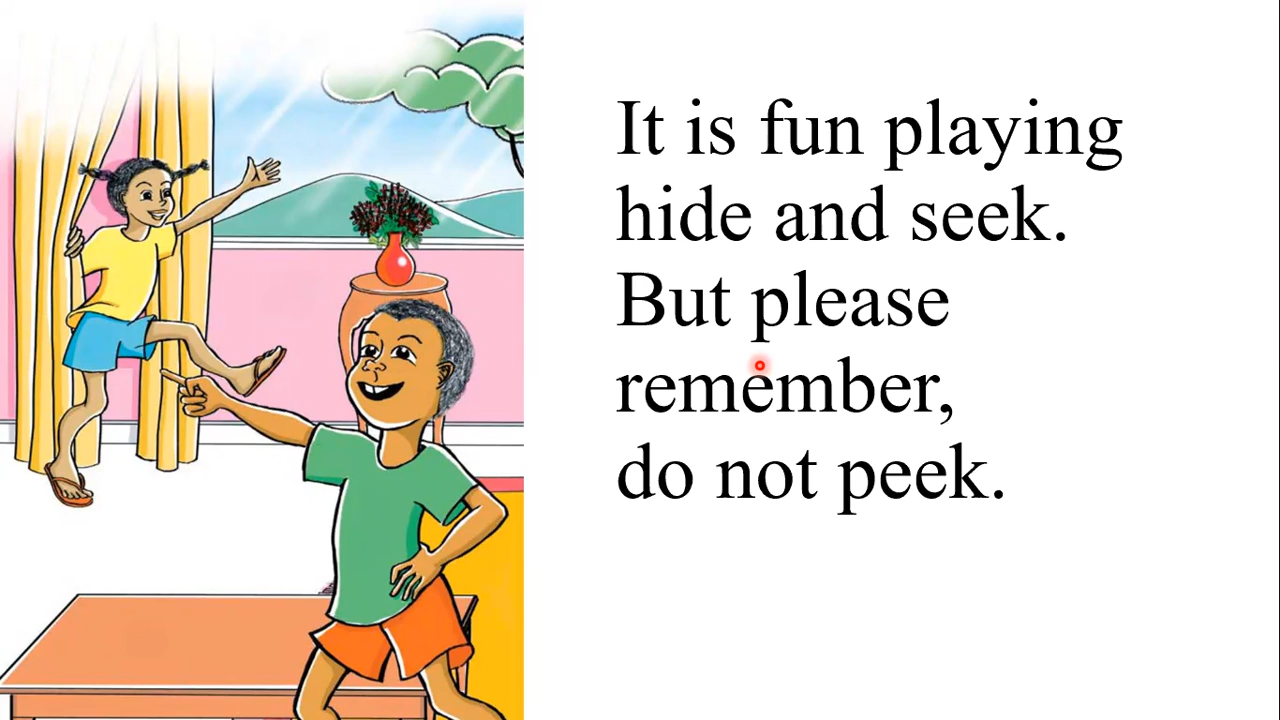 It is fun playing
hide and seek.
But please
remember,
do not peek.